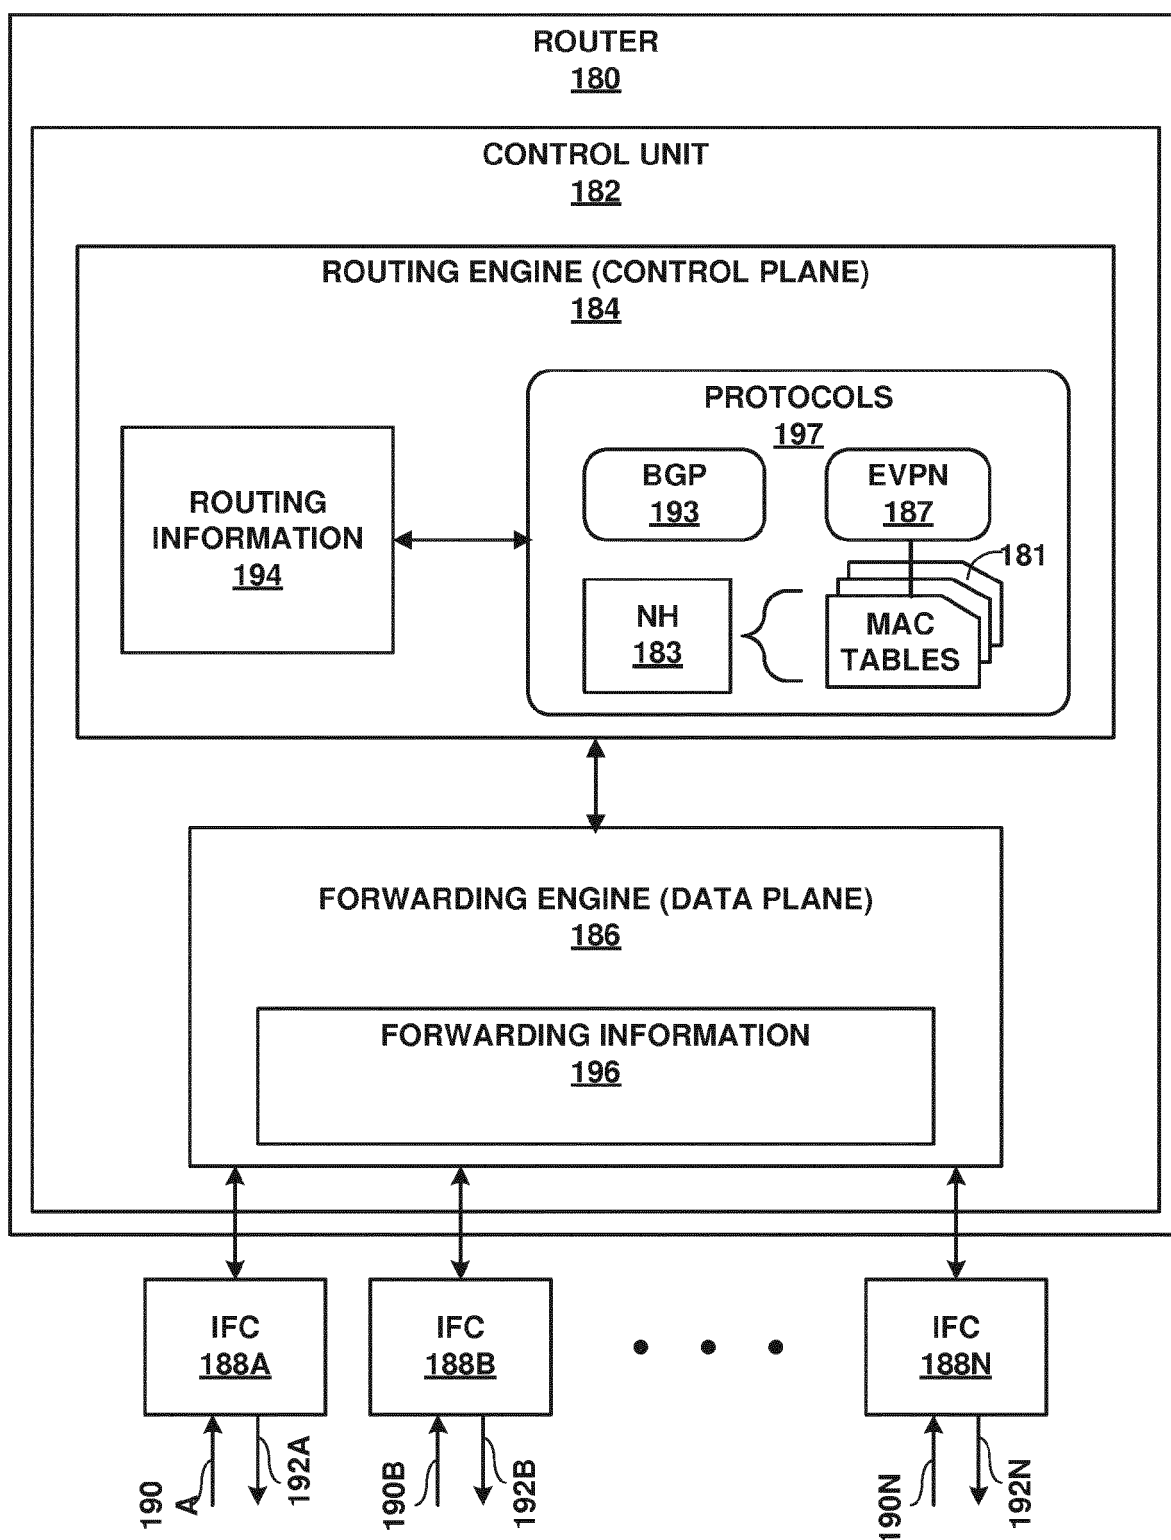 ROUTER
180
CONTROL UNIT
182
ROUTING ENGINE (CONTROL PLANE)
184
PROTOCOLS
197
ROUTING
INFORMATION
194
BGP
193
EVPN
187
181
NH
183
MAC
TABLES
FORWARDING ENGINE (DATA PLANE)
186
FORWARDING INFORMATION
196
IFC
188A
IFC
188B
IFC
188N
190
A
192A
190B
192B
190N
192N